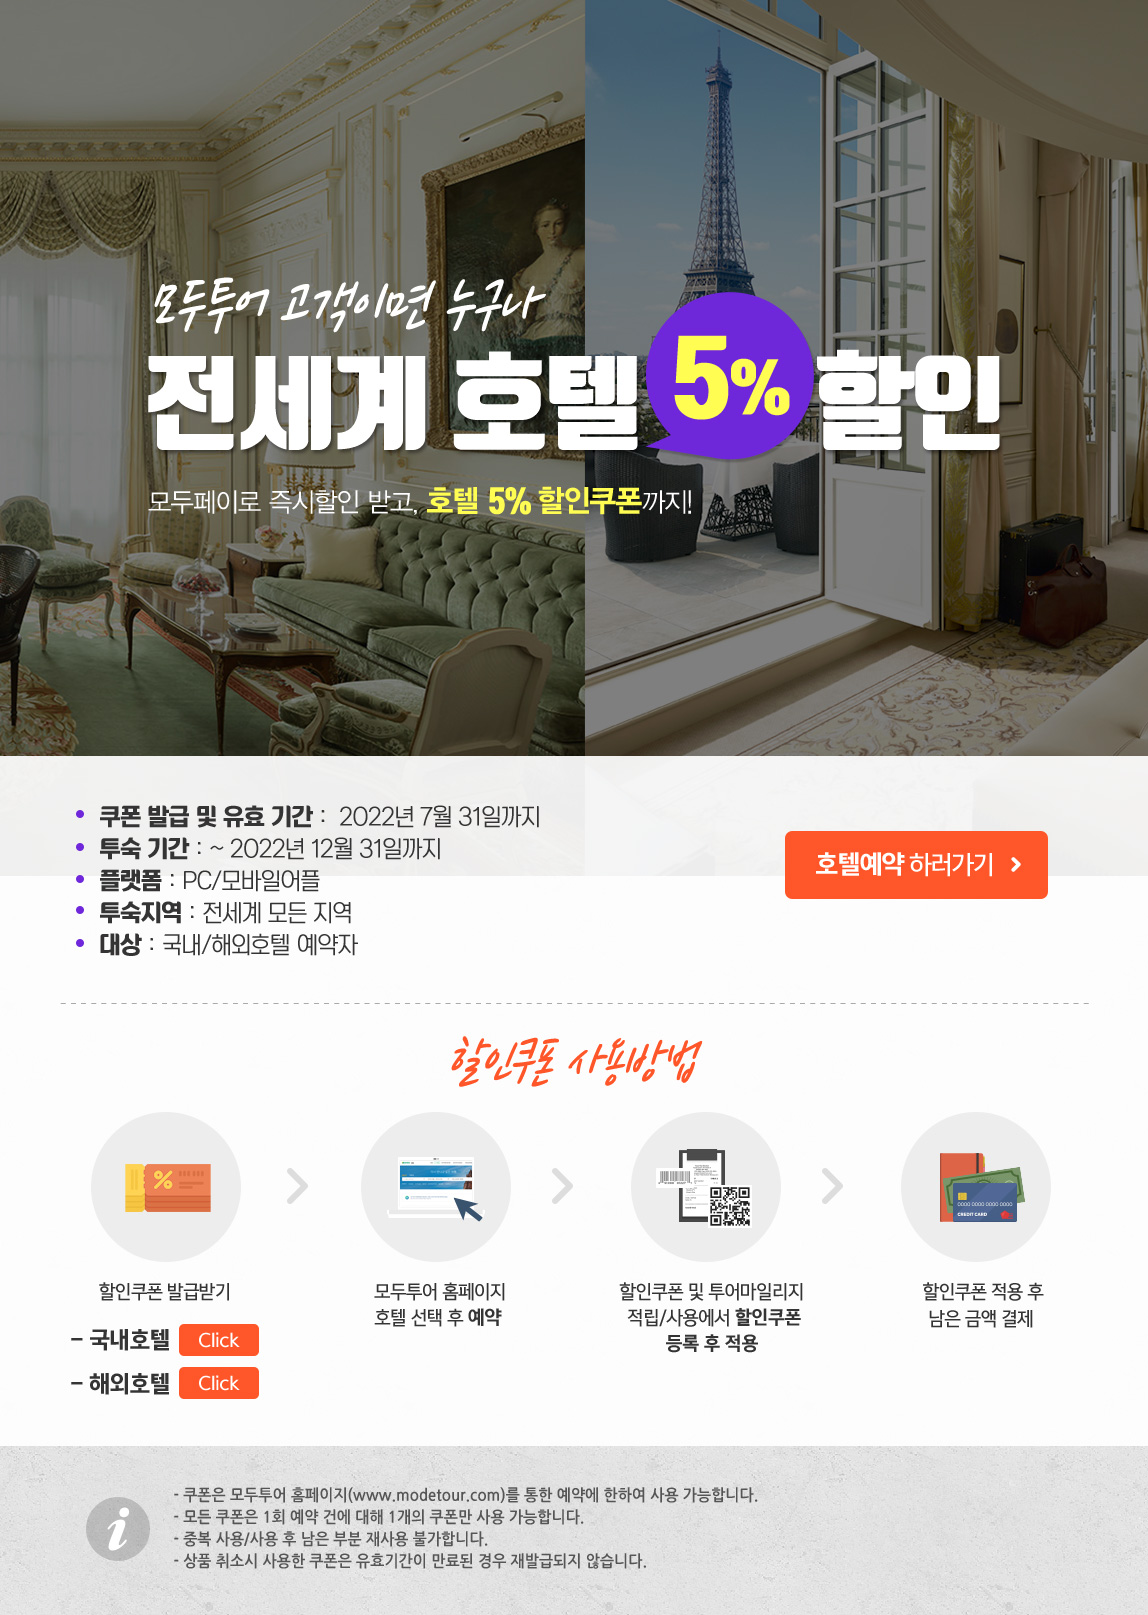 모두투어 고객이면 누구나
전세계 호텔 5% 할인
모두페이로 즉시할인 받고, 호텔 5% 할인쿠폰까지!
• 쿠폰 발급 및 유효 기간 : 2022년 7월 31일까지
• 투숙 기간 : ~ 2022년 12월 31일까지
• 플랫폼 : PC/모바일어플
• 투숙지역 : 전세계 모든 지역
• 대상 : 국내/해외호텔 예약자
호텔예약 하러가기 >
할인쿠폰 사용방법
%
0000 0000 0000 0000
CREDIT CARD
할인쿠폰 발급받기
- 국내호텔 Click
- 해외호텔 Click
모두투어 홈페이지
호텔 선택 후 예약
할인쿠폰 및 투어마일리지
적립/사용에서 할인쿠폰
등록 후 적용
할인쿠폰 적용 후
남은 금액 결제
i
- 쿠폰은 모두투어 홈페이지(www.modetour.com)를 통한 예약에 한하여 사용 가능합니다.
- 모든 쿠폰은 1회 예약 건에 대해 1개의 쿠폰만 사용 가능합니다.
- 중복 사용/사용 후 남은 부분 재사용 불가합니다.
- 상품 취소시 사용한 쿠폰은 유효기간이 만료된 경우 재발급되지 않습니다.